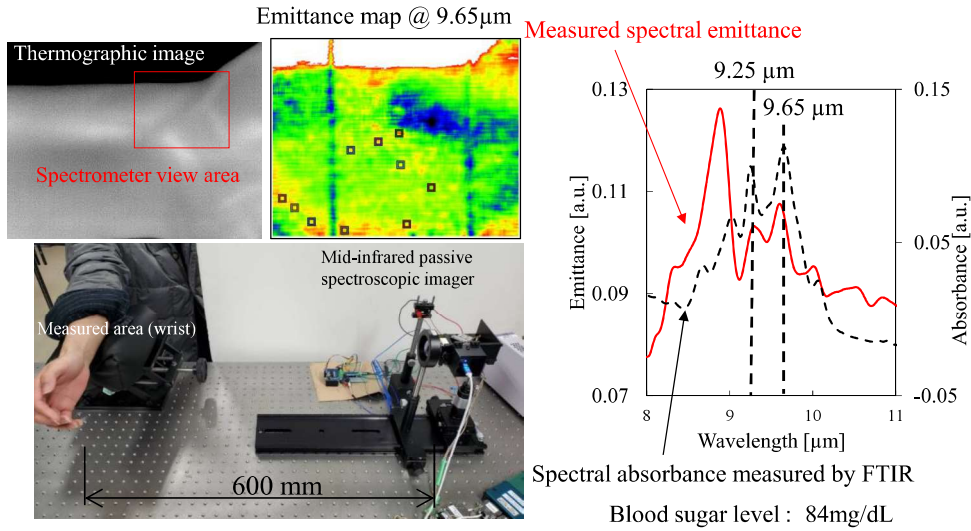 Emittance map @ 9.65µm
Thermographic image
Spectrometer view area
Mid-infrared passive
spectroscopic imager
Measured area (wrist)
600 mm
Measured spectral emittance
9.25 µm
9.65 µm
0.13
0.11
0.09
0.07
Emittance [a.u.]
0.15
0.05
-0.05
Absorbance [a.u.]
8 9 10 11
Wavelength [µm]
Spectral absorbance measured by FTIR
Blood sugar level : 84mg/dL